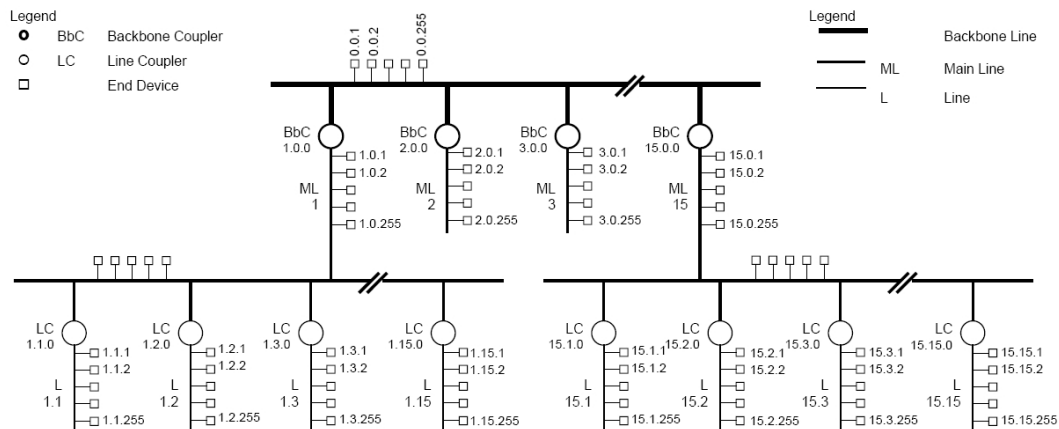 Legend
BbC Backbone Coupler
LC Line Coupler
End Device
Legend
Backbone Line
ML Main Line
L Line
0.0.1
0.0.2
0.0.255
BbC
1.0.0
BbC
2.0.0
BbC
3.0.0
BbC
15.0.0
1.0.1
1.0.2
ML
1
1.0.255
2.0.1
2.0.2
ML
2
2.0.255
3.0.1
3.0.2
ML
3
3.0.255
15.0.1
15.0.2
ML
15
15.0.255
LC
1.1.0
LC
1.2.0
LC
1.3.0
LC
1.15.0
LC
15.1.0
LC
15.2.0
LC
15.3.0
LC
15.15.0
1.1.1
1.1.2
L
1.1
1.1.255
1.2.1
1.2.2
L
1.2
1.2.255
1.3.1
1.3.2
L
1.3
1.3.255
1.15.1
1.15.2
L
1.15
1.15.255
15.1.1
15.1.2
L
15.1
15.1.255
15.2.1
15.2.2
L
15.2
15.2.255
15.3.1
15.3.2
L
15.3
15.3.255
15.15.1
15.15.2
L
15.15
15.15.255